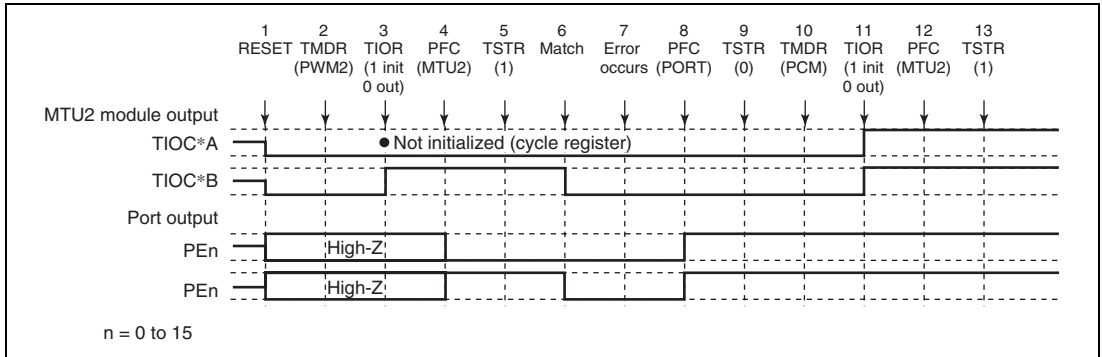 1 2 3 4 5 6 7 8 9 10 11 12 13
RESET TMDR TIOR PFC TSTR Match Error PFC TSTR TMDR TIOR PFC TSTR
(PWM2) (1 init (MTU2) (1) occurs (PORT) (0) (PCM) (1 init (MTU2) (1)
0 out) 0 out)
MTU2 module output
TIOC*A
● Not initialized (cycle register)
TIOC*B
Port output
PEn
High-Z
PEn
High-Z
n = 0 to 15